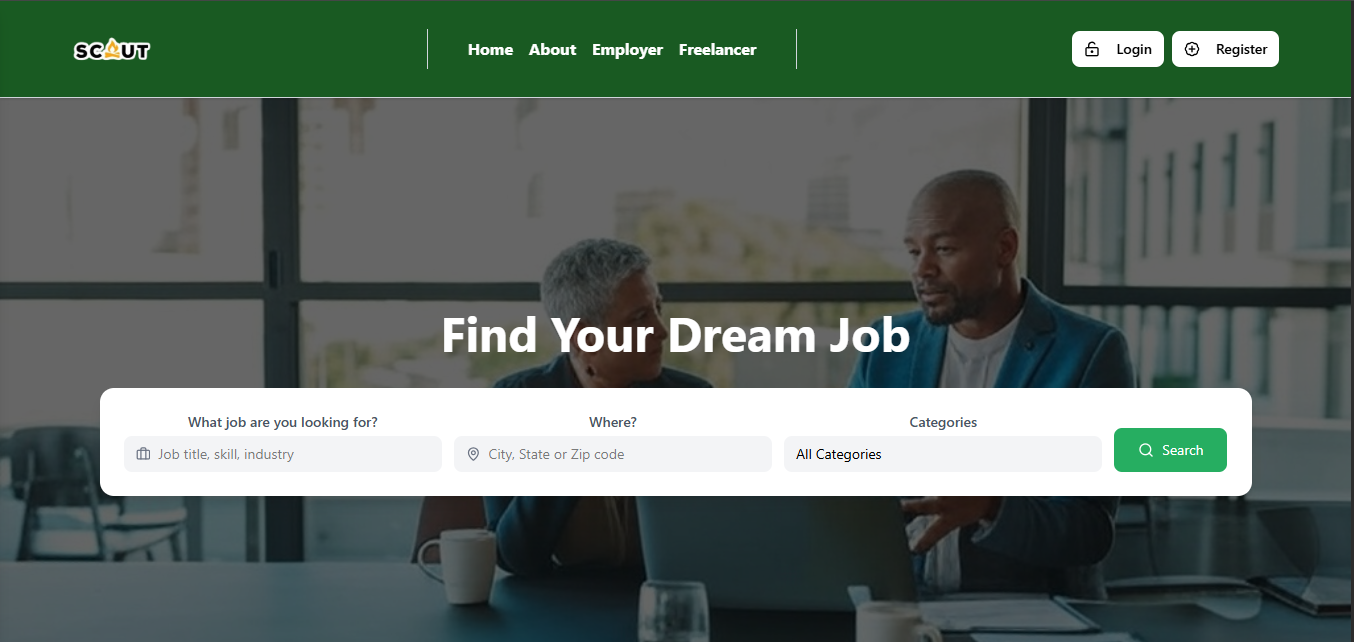 SCOUT
Home About Employer Freelancer
Login
Register
Find Your Dream Job
What job are you looking for?
Where?
Categories
Job title, skill, industry
City, State or Zip code
All Categories
Search